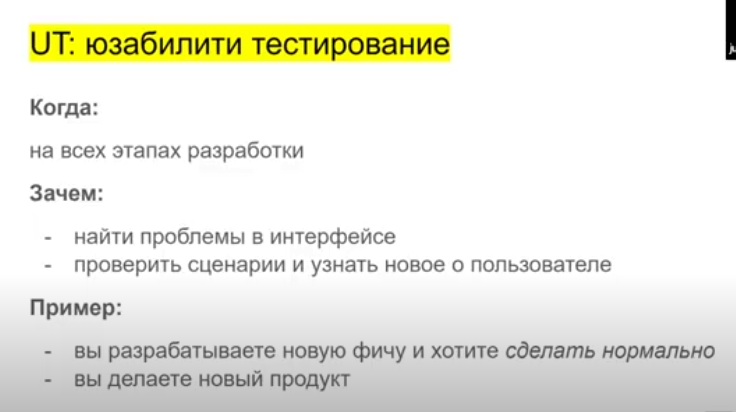 UT: юзабилити тестирование
Когда:
на всех этапах разработки
Зачем:
- найти проблемы в интерфейсе
- проверить сценарии и узнать новое о пользователе
Пример:
- вы разрабатываете новую фичу и хотите сделать нормально
- вы делаете новый продукт